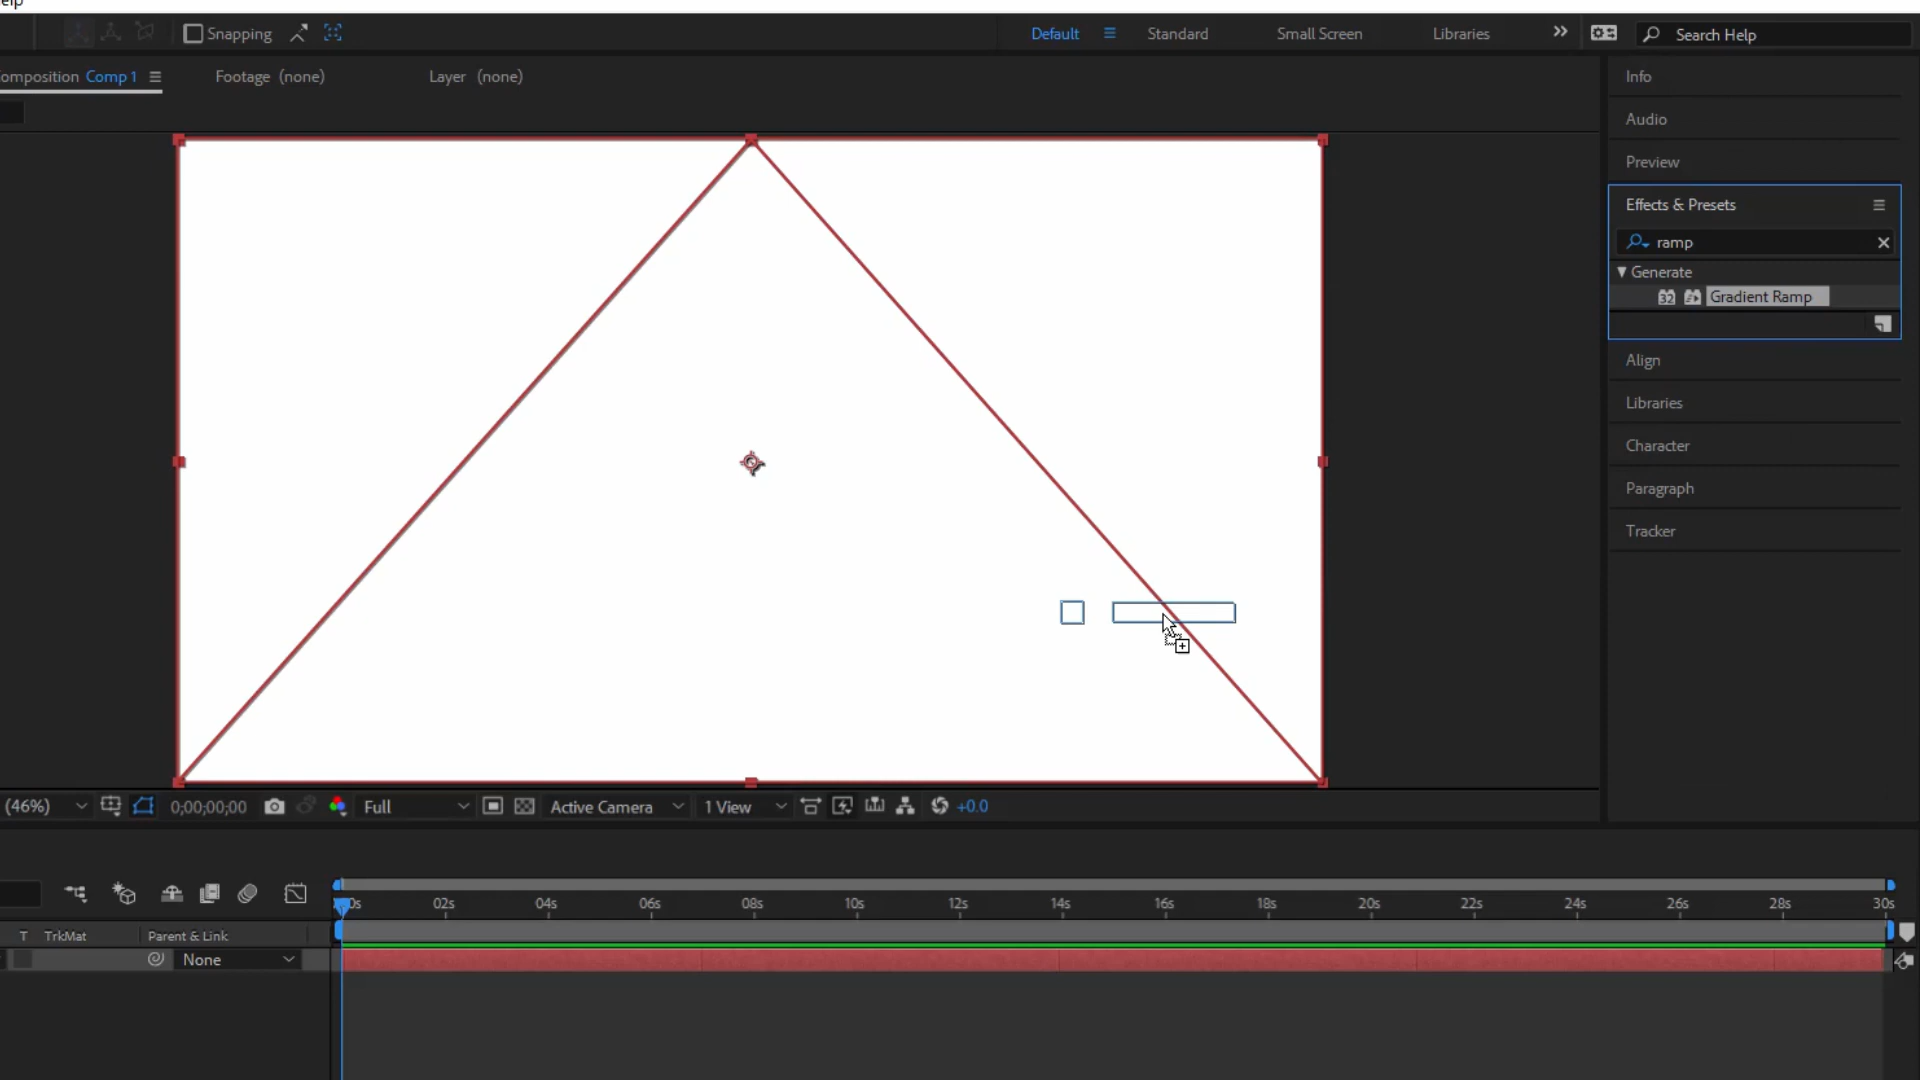 elp
Snapping
Default
Standard
Small Screen
Libraries
Search Help
omposition Comp 1
Footage (none)
Layer (none)
Info
Audio
Preview
Effects & Presets
ramp
Generate
32 Gradient Ramp
Align
Libraries
Character
Paragraph
Tracker
(46%)
0;00;00;00
Full
Active Camera
1 View
+0.0
0s 02s 04s 06s 08s 10s 12s 14s 16s 18s 20s 22s 24s 26s 28s 30s
T TrkMat Parent & Link
None